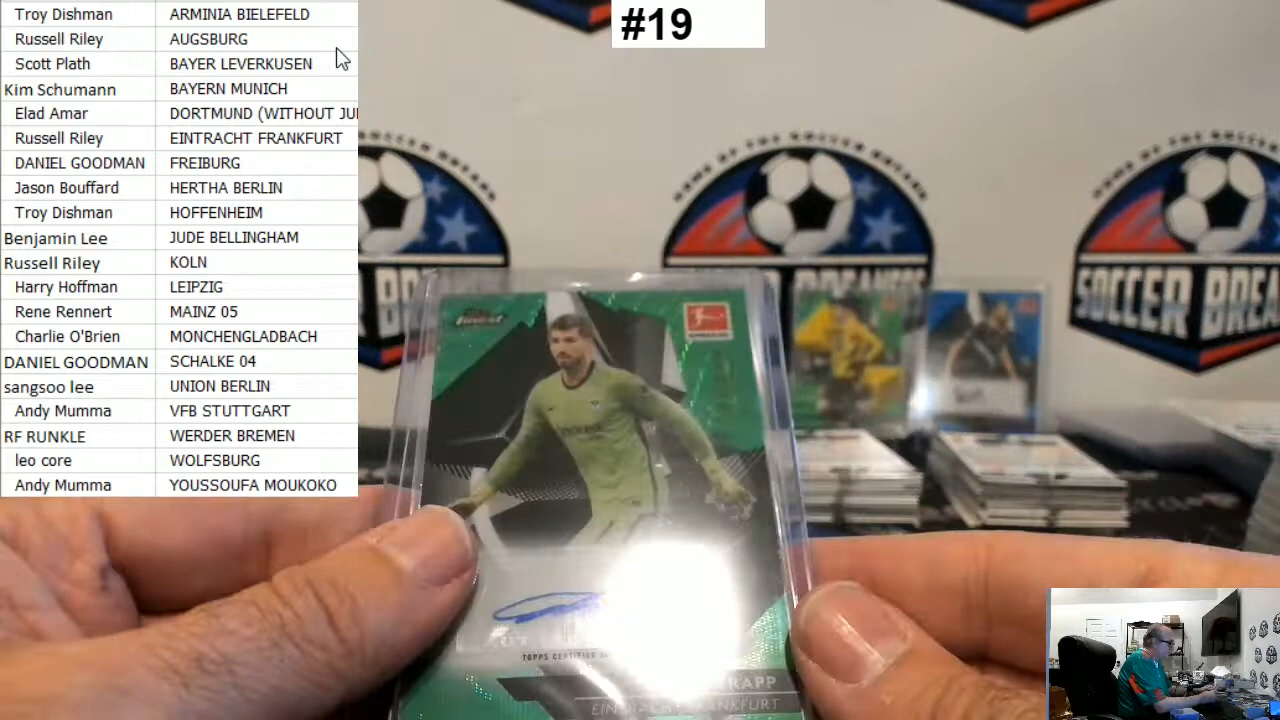 #19
Troy Dishman ARMINIA BIELEFELD
Russell Riley AUGSBURG
Scott Plath BAYER LEVERKUSEN
Kim Schumann BAYERN MUNICH
Elad Amar DORTMUND (WITHOUT JU
Russell Riley EINTRACHT FRANKFURT
DANIEL GOODMAN FREIBURG
Jason Bouffard HERTHA BERLIN
Troy Dishman HOFFENHEIM
Benjamin Lee JUDE BELLINGHAM
Russell Riley KOLN
Harry Hoffman LEIPZIG
Rene Rennert MAINZ 05
Charlie O'Brien MONCHENGLADBACH
DANIEL GOODMAN SCHALKE 04
sangsoo lee UNION BERLIN
Andy Mumma VFB STUTTGART
RF RUNKLE WERDER BREMEN
leo core WOLFSBURG
Andy Mumma YOUSSOUFA MOUKOKO
SOCCER BREA
finest
TOPPS CERTIFIED
RAPP
EINTRACHT FRANKFURT